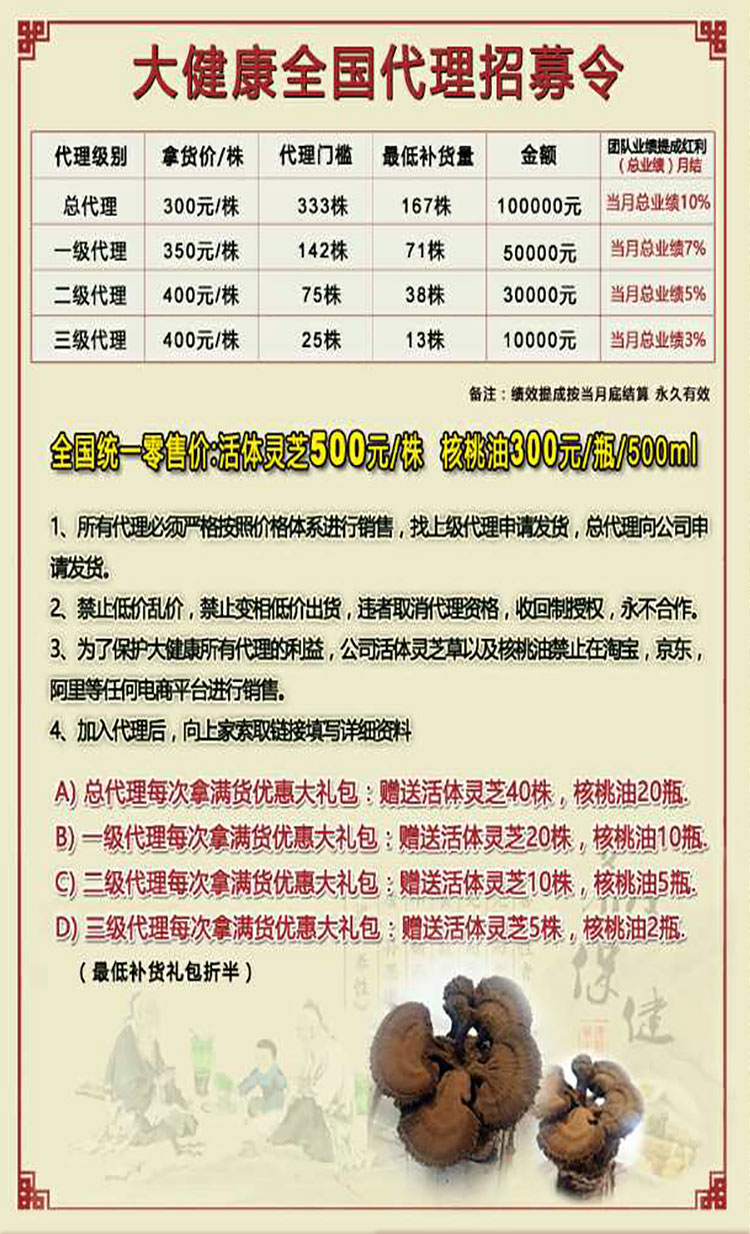 大健康全国代理招募令
代理级别 拿货价/株 代理门槛 最低补货量 金额 团队业绩提成红利
（总业绩）月结
总代理 300元/株 333株 167株 100000元 当月总业绩10%
一级代理 350元/株 142株 71株 50000元 当月总业绩7%
二级代理 400元/株 75株 38株 30000元 当月总业绩5%
三级代理 400元/株 25株 13株 10000元 当月总业绩3%
备注：绩效提成按当月底结算 永久有效
全国统一零售价:活体灵芝500元/株 核桃油300元/瓶/500ml
1、所有代理必须严格按照价格体系进行销售，找上级代理申请发货，总代理向公司申
请发货。
2、禁止低价乱价，禁止变相低价出货，违者取消代理资格，收回制授权，永不合作。
3、为了保护大健康所有代理的利益，公司活体灵芝草以及核桃油禁止在淘宝，京东，
阿里等任何电商平台进行销售。
4、加入代理后，向上家索取链接填写详细资料
A) 总代理每次拿满货优惠大礼包：赠送活体灵芝40株，核桃油20瓶.
B) 一级代理每次拿满货优惠大礼包：赠送活体灵芝20株，核桃油10瓶.
C) 二级代理每次拿满货优惠大礼包：赠送活体灵芝10株，核桃油5瓶.
D) 三级代理每次拿满货优惠大礼包：赠送活体灵芝5株，核桃油2瓶.
（最低补货礼包折半）
保健